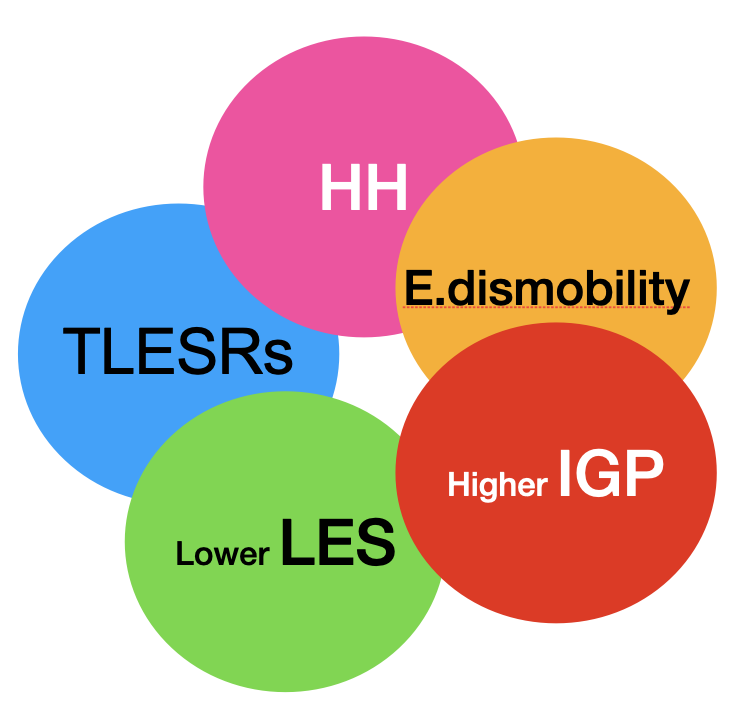 HH
E.dismobility
TLESRs
Higher IGP
Lower LES